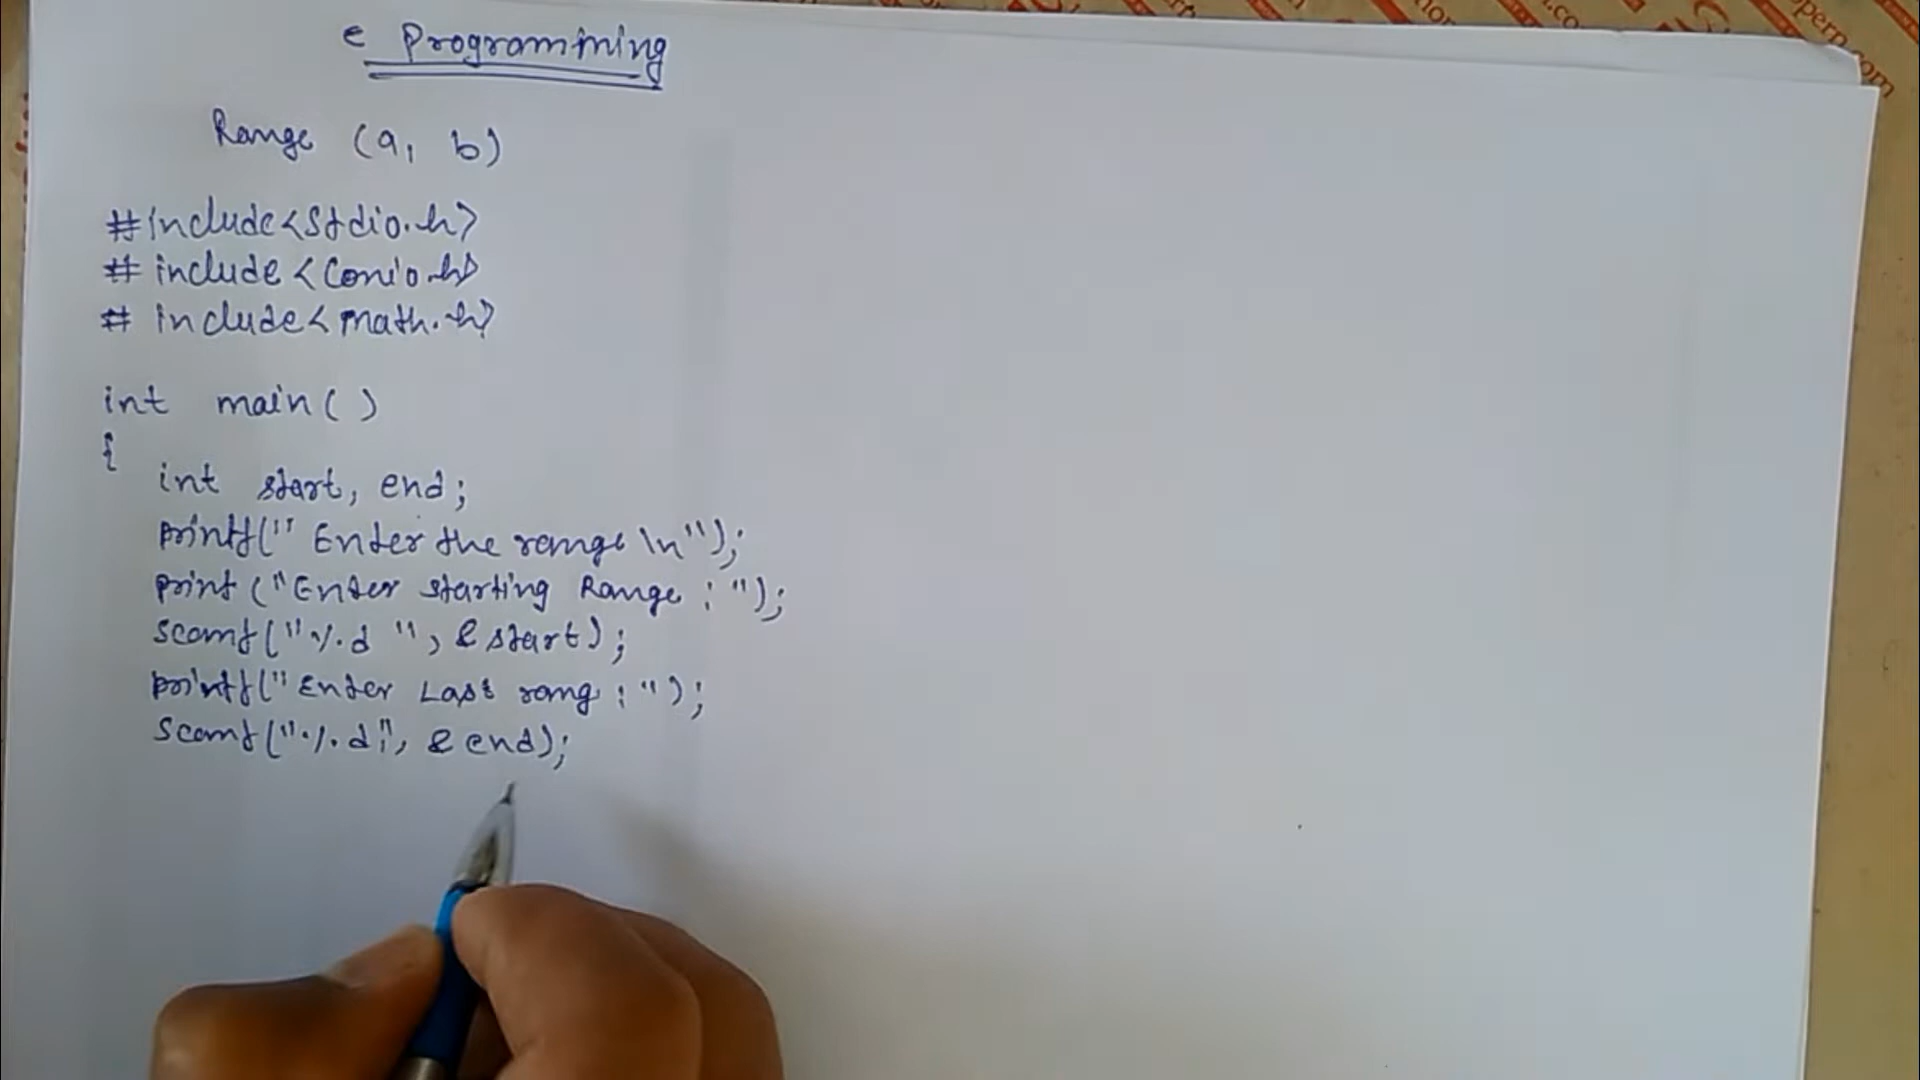 C Programming
Range (a, b)
#include<stdio.h>
# include<conio.h>
# include<math.h>
int main( )
{
int start, end;
printf(" Enter the range \n");
print ("Enter starting Range : ");
scanf("%d ", & start);
printf(" Enter Last rang : ");
scanf("%d", & end);